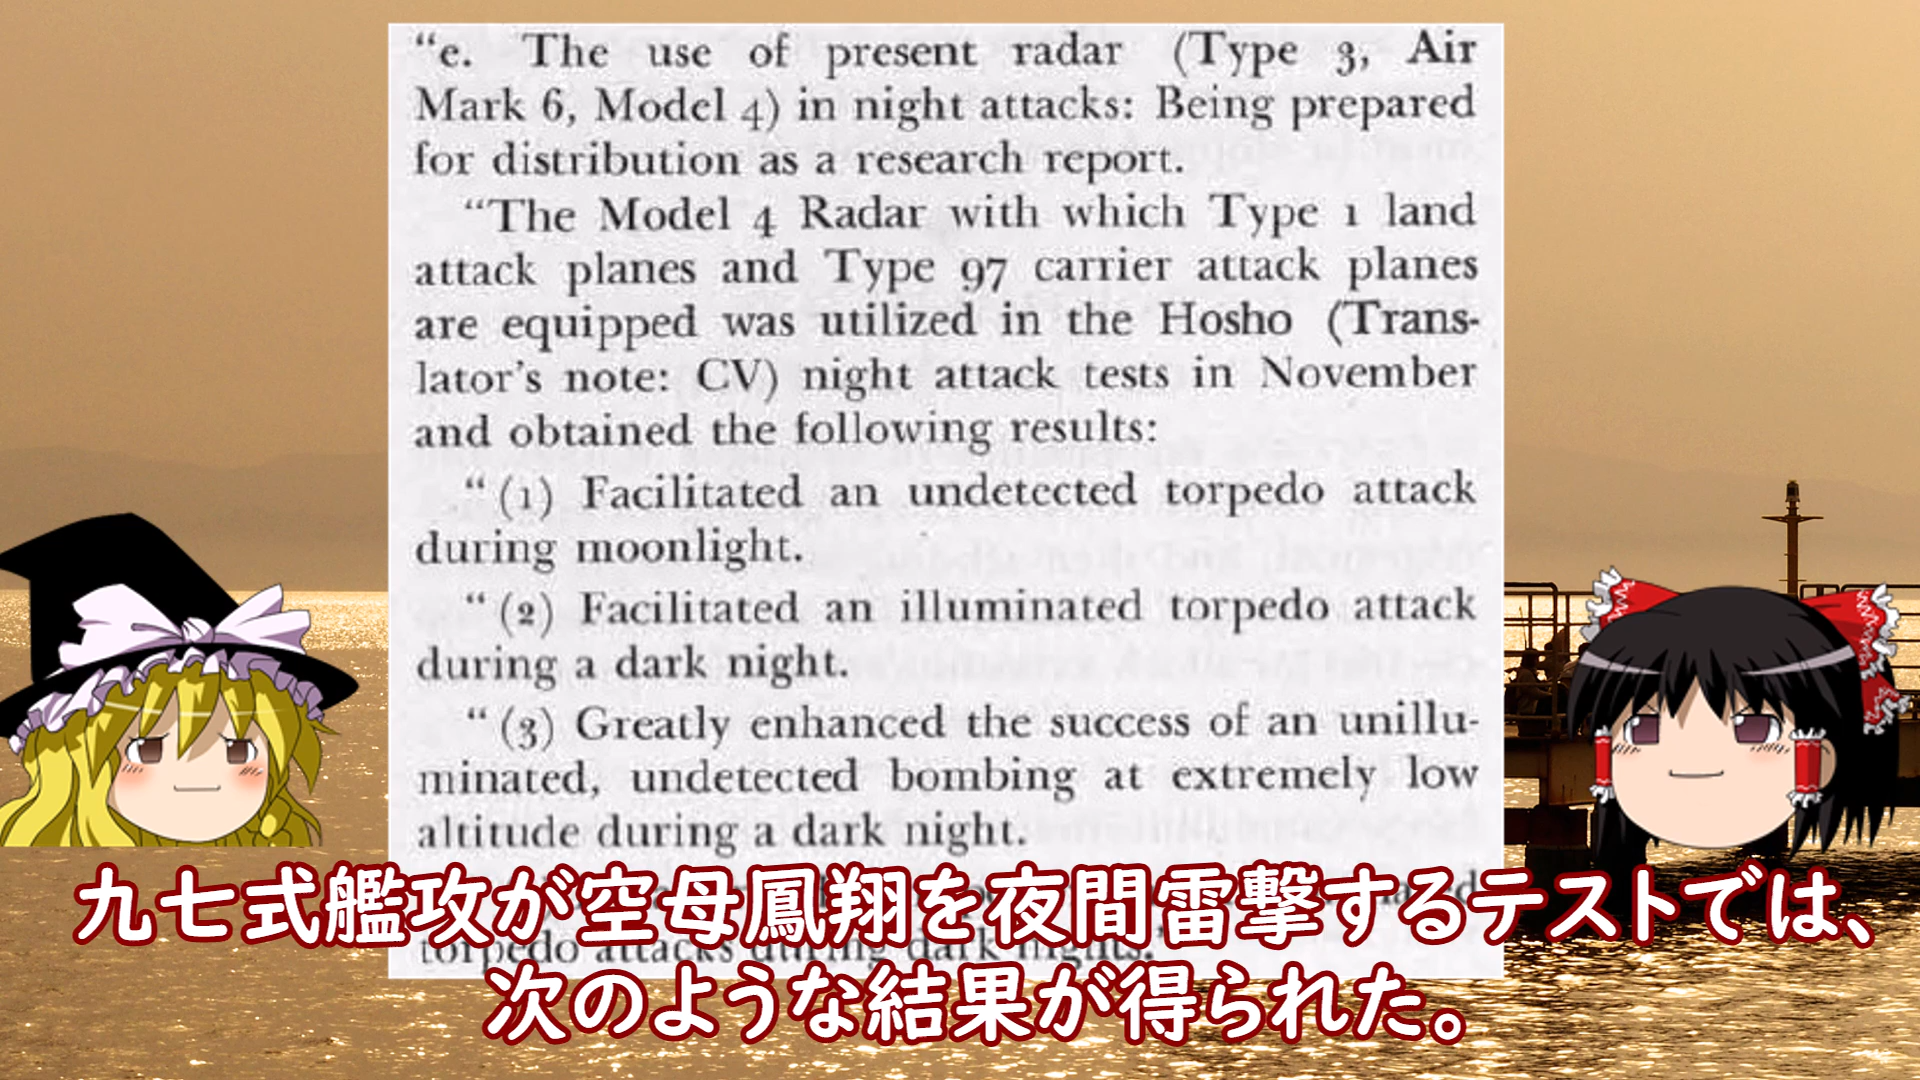 “e. The use of present radar (Type 3, Air
Mark 6, Model 4) in night attacks: Being prepared
for distribution as a research report.
“The Model 4 Radar with which Type 1 land
attack planes and Type 97 carrier attack planes
are equipped was utilized in the Hosho (Trans-
lator’s note: CV) night attack tests in November
and obtained the following results:
“(1) Facilitated an undetected torpedo attack
during moonlight.
“(2) Facilitated an illuminated torpedo attack
during a dark night.
“(3) Greatly enhanced the success of an unillu-
minated, undetected bombing at extremely low
altitude during a dark night.
torpedo attacks during dark nights.”
九七式艦攻が空母鳳翔を夜間雷撃するテストでは、
次のような結果が得られた。